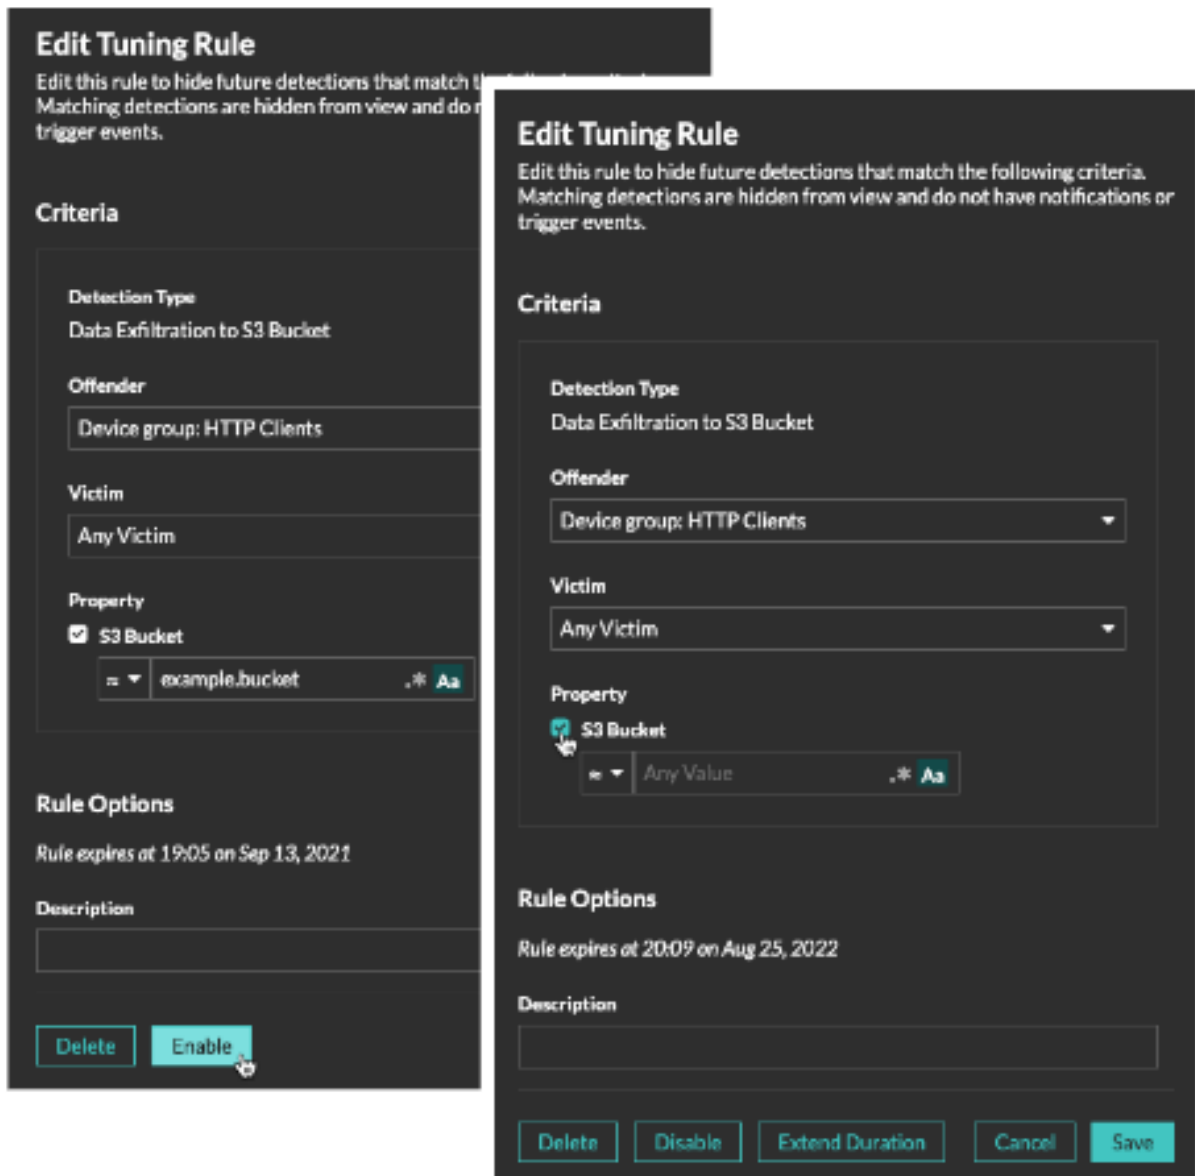 Edit Tuning Rule
Edit this rule to hide future detections that match
Matching detections are hidden from view and do
trigger events.
Criteria
Detection Type
Data Exfiltration to S3 Bucket
Offender
Device group: HTTP Clients
Victim
Any Victim
Property
S3 Bucket
≈ example.bucket .* Aa
Rule Options
Rule expires at 19:05 on Sep 13, 2021
Description
Delete Enable
Edit Tuning Rule
Edit this rule to hide future detections that match the following criteria.
Matching detections are hidden from view and do not have notifications or
trigger events.
Criteria
Detection Type
Data Exfiltration to S3 Bucket
Offender
Device group: HTTP Clients
Victim
Any Victim
Property
S3 Bucket
≈ Any Value .* Aa
Rule Options
Rule expires at 20:09 on Aug 25, 2022
Description
Delete Disable Extend Duration Cancel Save